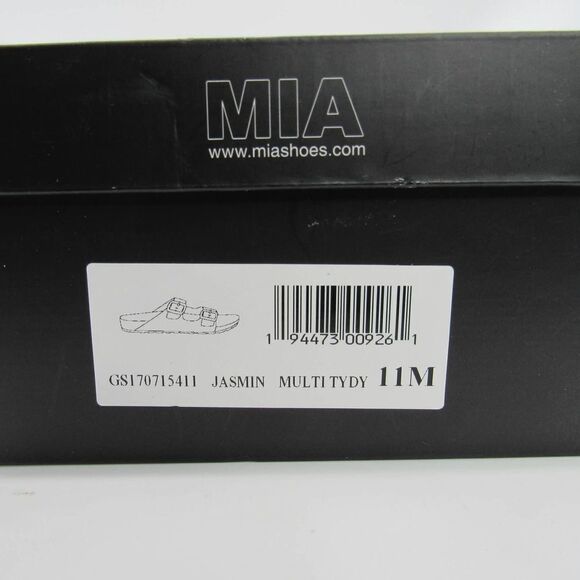 MIA
www.miashoes.com
1 94473 00926 1
GS170715411 JASMIN MULTI TYDY 11M